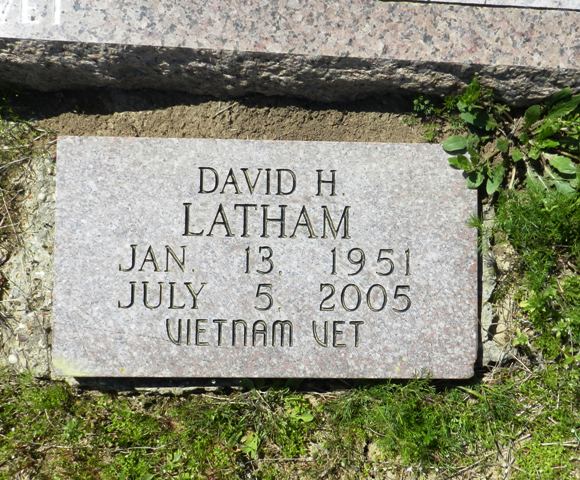 DAVID H.
LATHAM
JAN. 13. 1951
JULY 5. 2005
VIETNAM VET